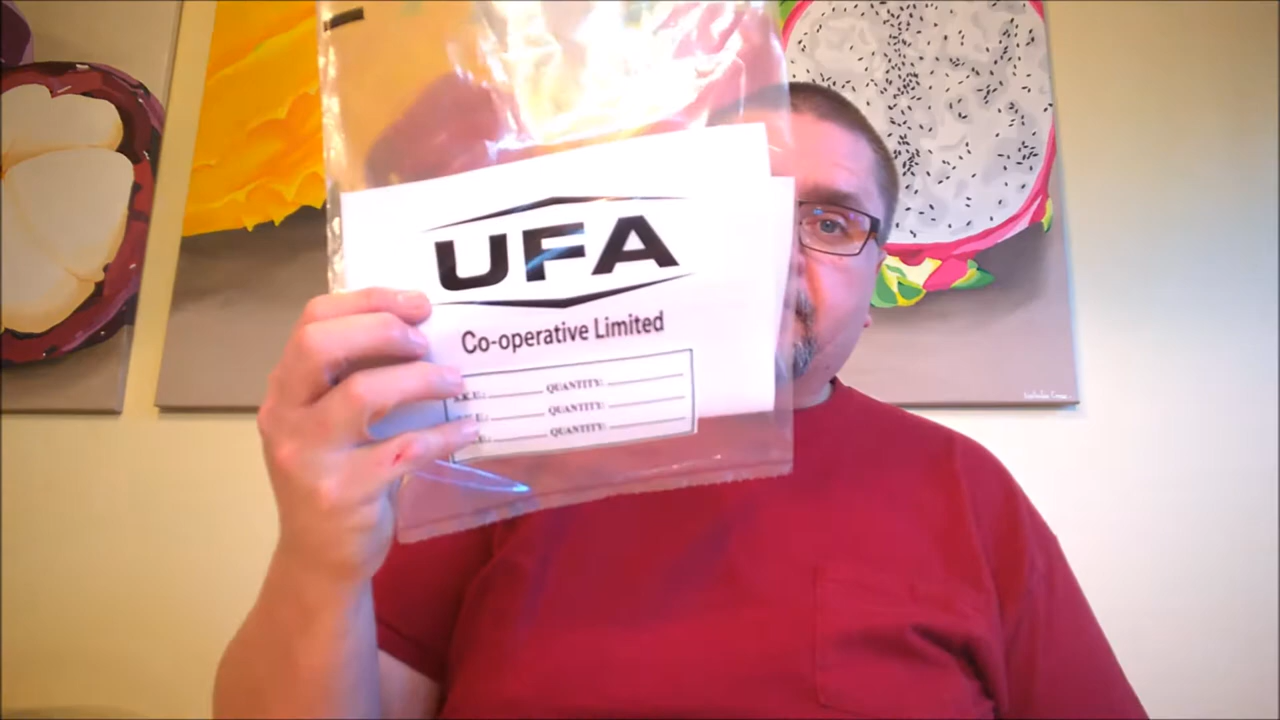 UFA
Co-operative Limited
S.K.U.: QUANTITY:
QUANTITY:
QUANTITY: